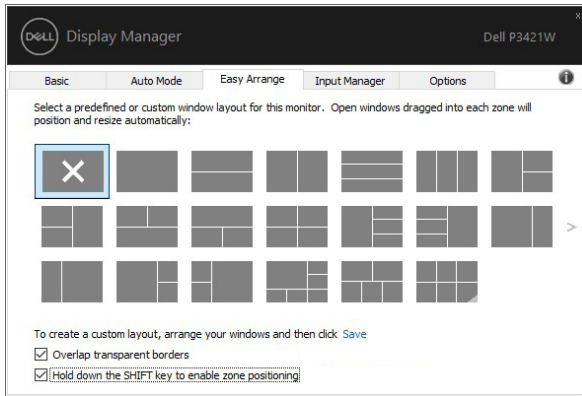 x
DELL Display Manager Dell P3421W
Basic Auto Mode Easy Arrange Input Manager Options i
Select a predefined or custom window layout for this monitor. Open windows dragged into each zone will
position and resize automatically:
>
To create a custom layout, arrange your windows and then click Save
Overlap transparent borders
Hold down the SHIFT key to enable zone positioning